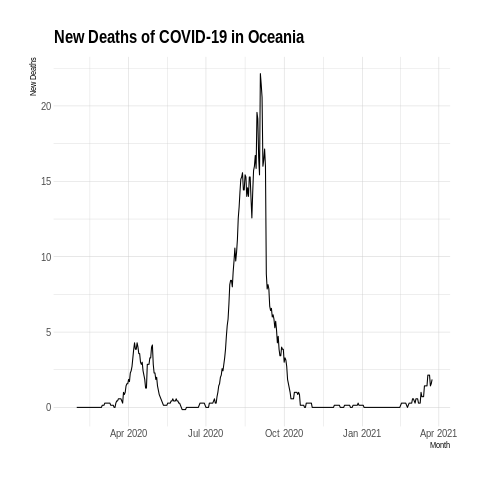 New Deaths of COVID-19 in Oceania
New Deaths
20
15
10
5
0
Apr 2020 Jul 2020 Oct 2020 Jan 2021 Apr 2021
Month